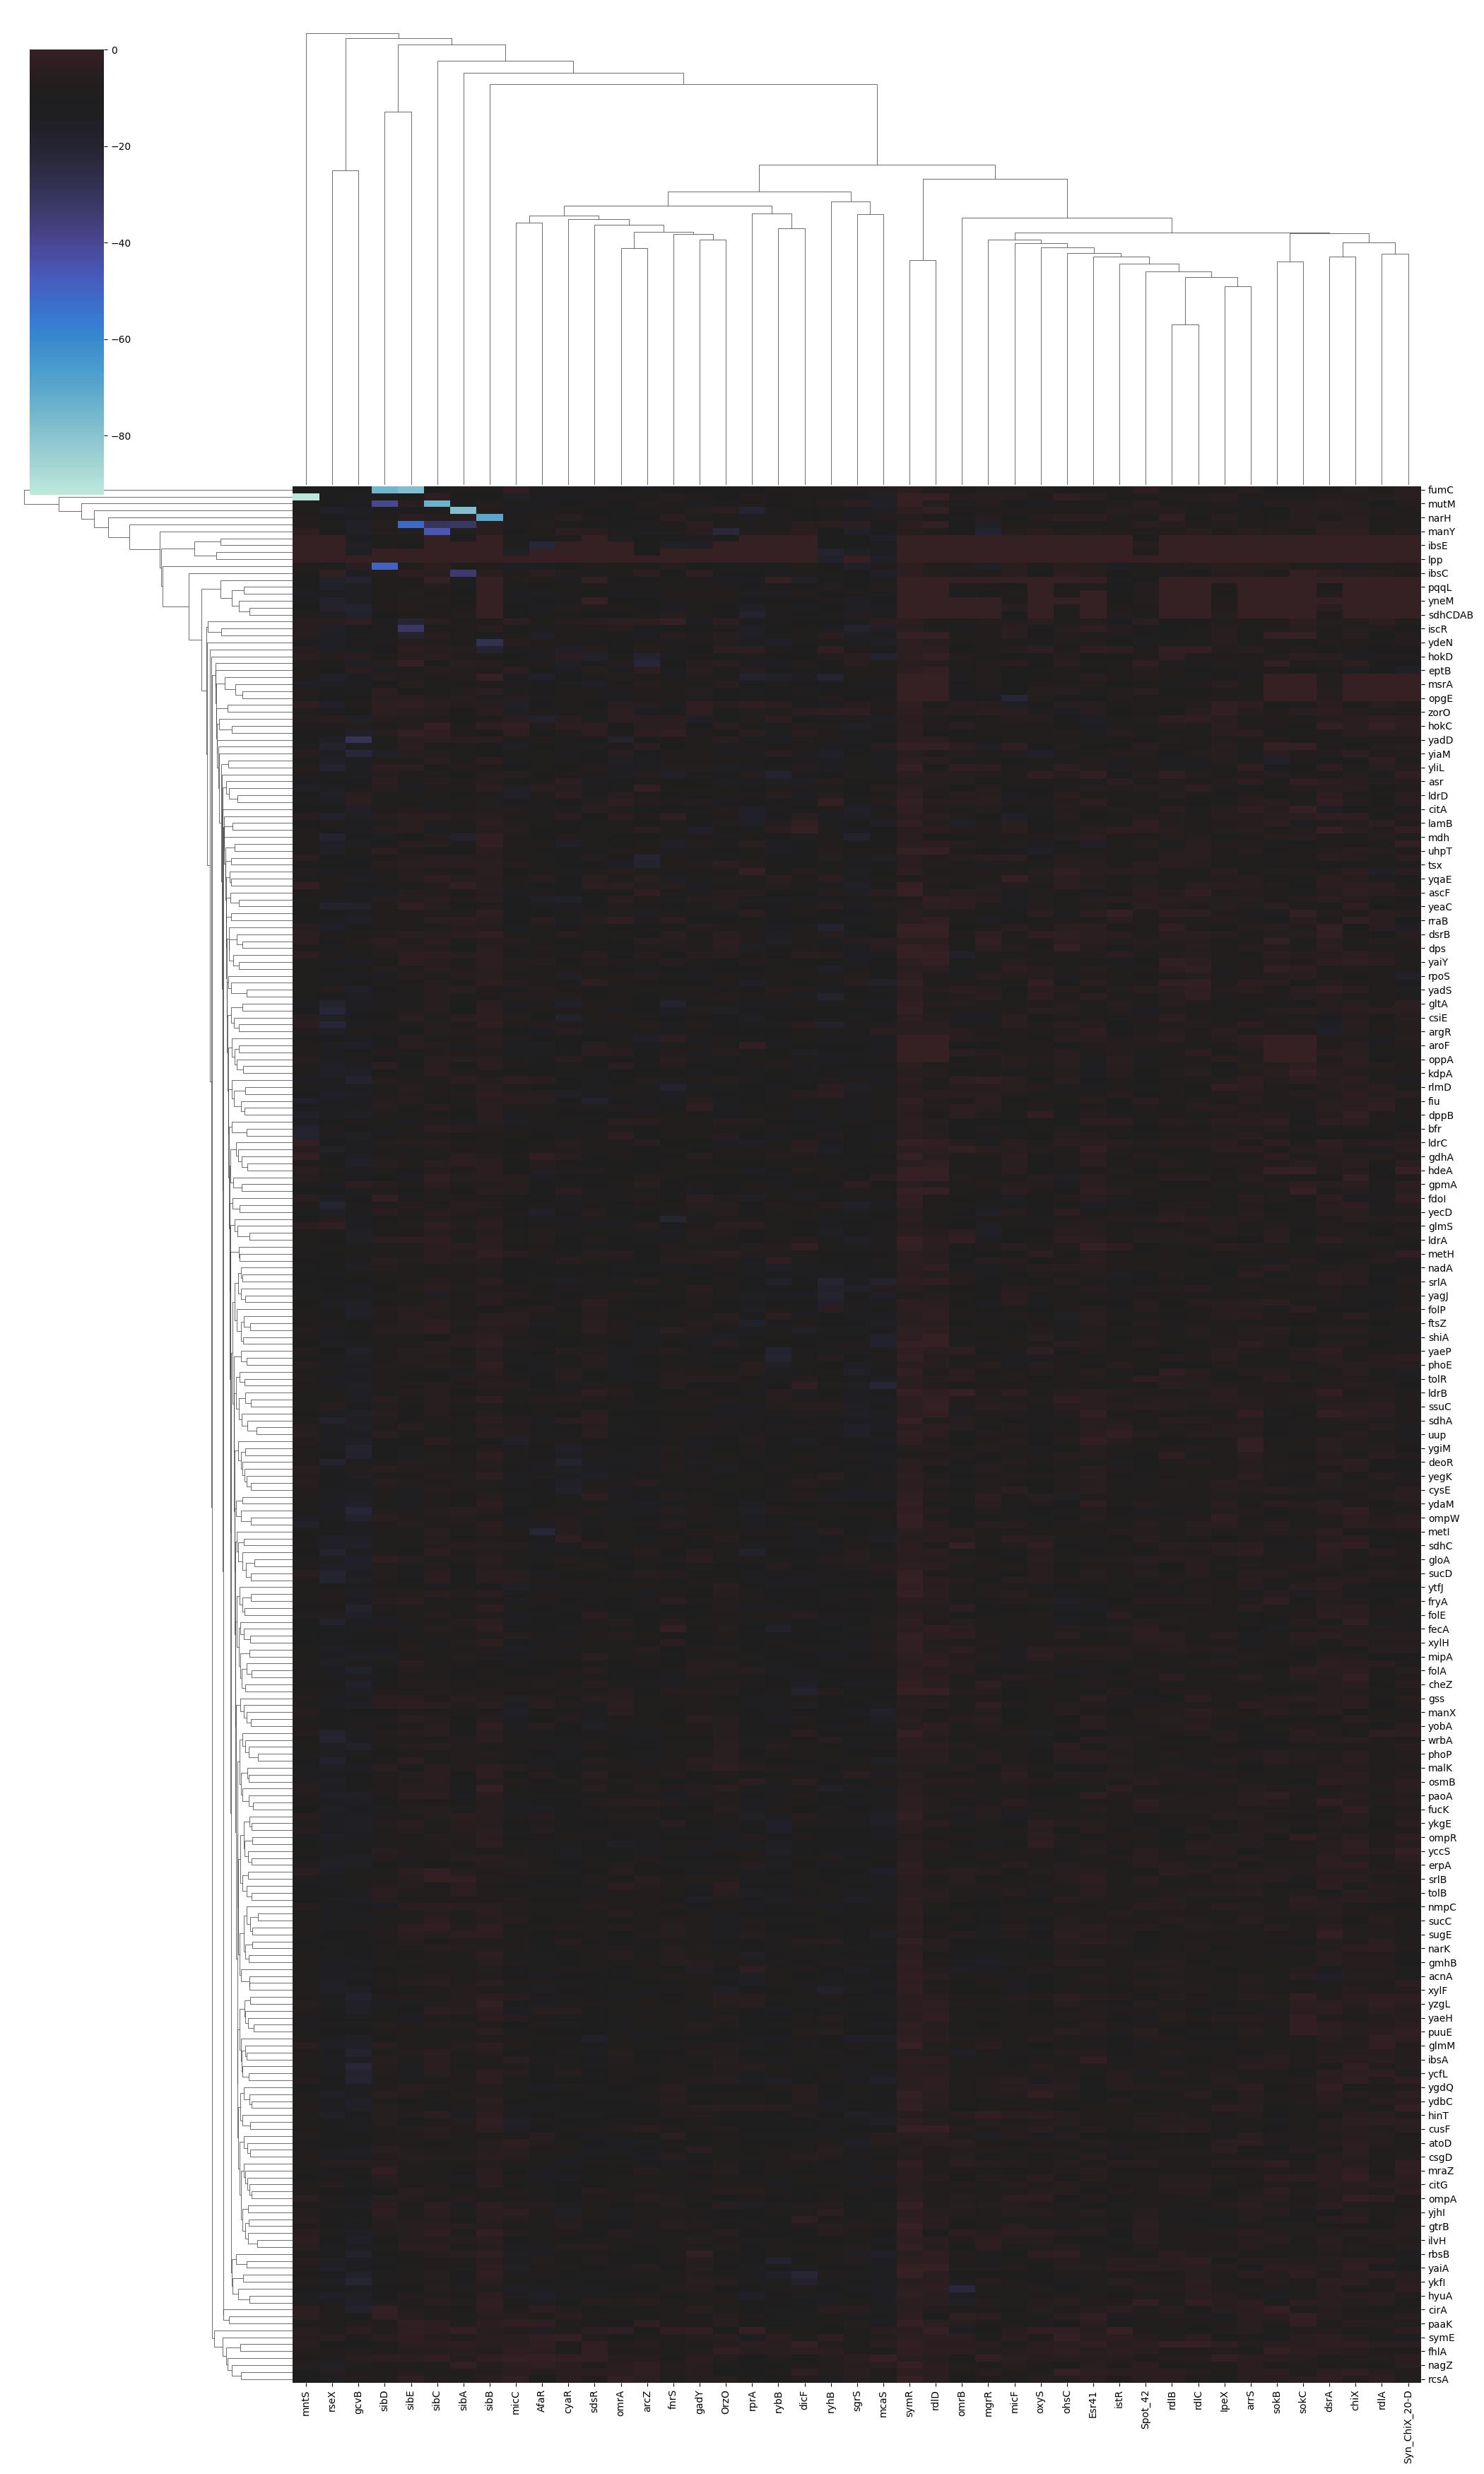 0
−20
−40
−60
−80
fumC
mutM
narH
manY
ibsE
lpp
ibsC
pqqL
yneM
sdhCDAB
iscR
ydeN
hokD
eptB
msrA
opgE
zorO
hokC
yadD
yiaM
yliL
asr
ldrD
citA
lamB
mdh
uhpT
tsx
yqaE
ascF
yeaC
rraB
dsrB
dps
yaiY
rpoS
yadS
gltA
csiE
argR
aroF
oppA
kdpA
rlmD
fiu
dppB
bfr
ldrC
gdhA
hdeA
gpmA
fdoI
yecD
glmS
ldrA
metH
nadA
srlA
yagJ
folP
ftsZ
shiA
yaeP
phoE
tolR
ldrB
ssuC
sdhA
uup
ygiM
deoR
yegK
cysE
ydaM
ompW
metI
sdhC
gloA
sucD
ytfJ
fryA
folE
fecA
xylH
mipA
folA
cheZ
gss
manX
yobA
wrbA
phoP
malK
osmB
paoA
fucK
ykgE
ompR
yccS
erpA
srlB
tolB
nmpC
sucC
sugE
narK
gmhB
acnA
xylF
yzgL
yaeH
puuE
glmM
ibsA
ycfL
ygdQ
ydbC
hinT
cusF
atoD
csgD
mraZ
citG
ompA
yjhI
gtrB
ilvH
rbsB
yaiA
ykfI
hyuA
cirA
paaK
symE
fhlA
nagZ
rcsA
mntS
rseX
gcvB
sibD
sibE
sibC
sibA
sibB
micC
AfaR
cyaR
sdsR
omrA
arcZ
fnrS
gadY
OrzO
rprA
rybB
dicF
ryhB
sgrS
mcaS
symR
rdlD
omrB
mgrR
micF
oxyS
ohsC
Esr41
istR
Spot_42
rdlB
rdlC
lpeX
arrS
sokB
sokC
dsrA
chiX
rdlA
Syn_ChiX_20-D